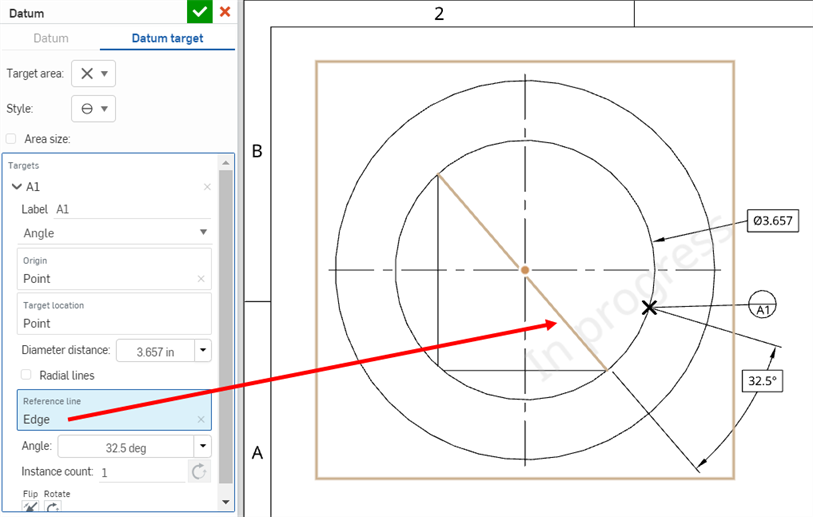 Datum
Datum
Datum target
Target area:
Style:
Area size:
Targets
A1
Label A1
Angle
Origin
Point
Target location
Point
Diameter distance: 3.657 in
Radial lines
Reference line
Edge
Angle: 32.5 deg
Instance count: 1
Flip Rotate
2
B
A
Ø3.657
A1
32.5°
In progress